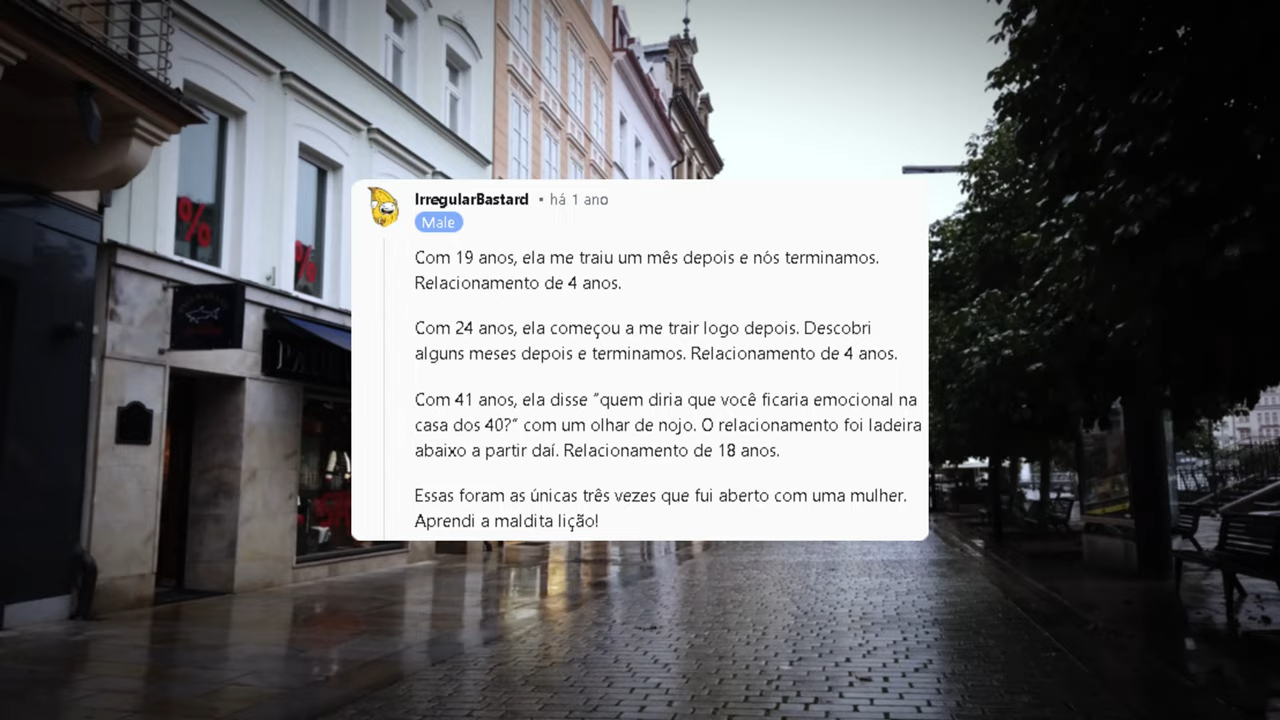 IrregularBastard • há 1 ano
Male
Com 19 anos, ela me traiu um mês depois e nós terminamos.
Relacionamento de 4 anos.
Com 24 anos, ela começou a me trair logo depois. Descobri
alguns meses depois e terminamos. Relacionamento de 4 anos.
Com 41 anos, ela disse "quem diria que você ficaria emocional na
casa dos 40?" com um olhar de nojo. O relacionamento foi ladeira
abaixo a partir daí. Relacionamento de 18 anos.
Essas foram as únicas três vezes que fui aberto com uma mulher.
Aprendi a maldita lição!
%
%